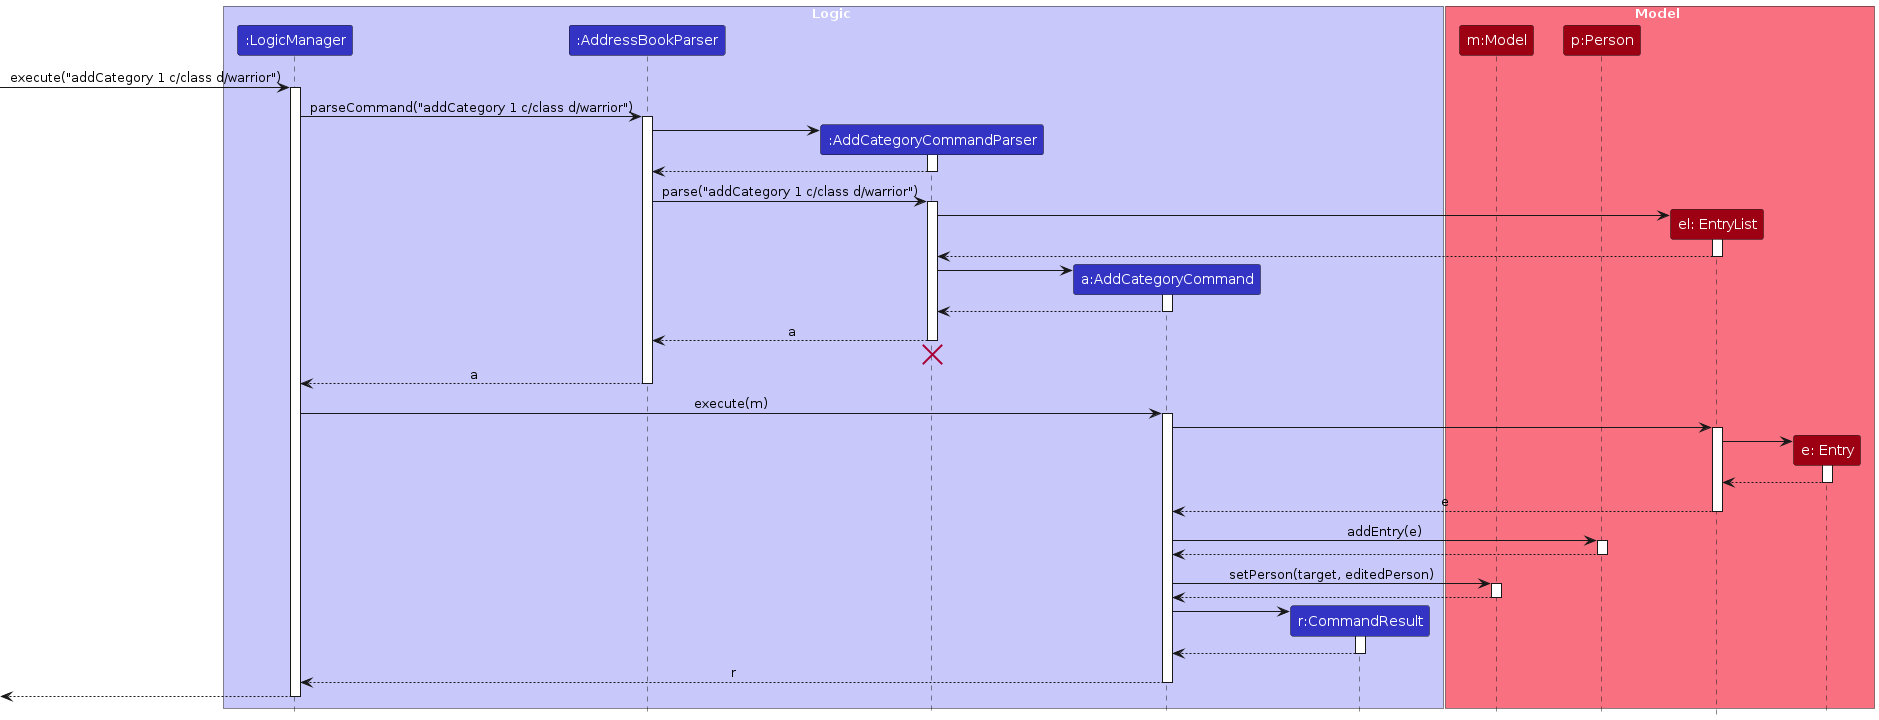 Logic
Model
:LogicManager
:AddressBookParser
m:Model
p:Person
execute("addCategory 1 c/class d/warrior")
parseCommand("addCategory 1 c/class d/warrior")
:AddCategoryCommandParser
parse("addCategory 1 c/class d/warrior")
el: EntryList
a:AddCategoryCommand
a
a
execute(m)
e: Entry
e
addEntry(e)
setPerson(target, editedPerson)
r:CommandResult
r